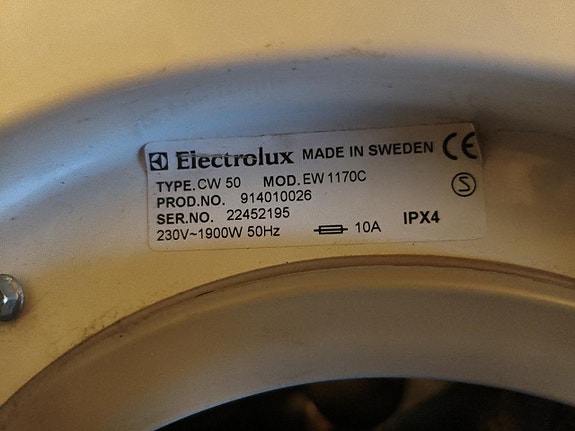 Electrolux MADE IN SWEDEN CE
TYPE. CW 50 MOD. EW 1170C
PROD.NO. 914010026
SER.NO. 22452195
230V~1900W 50Hz 10A IPX4
S